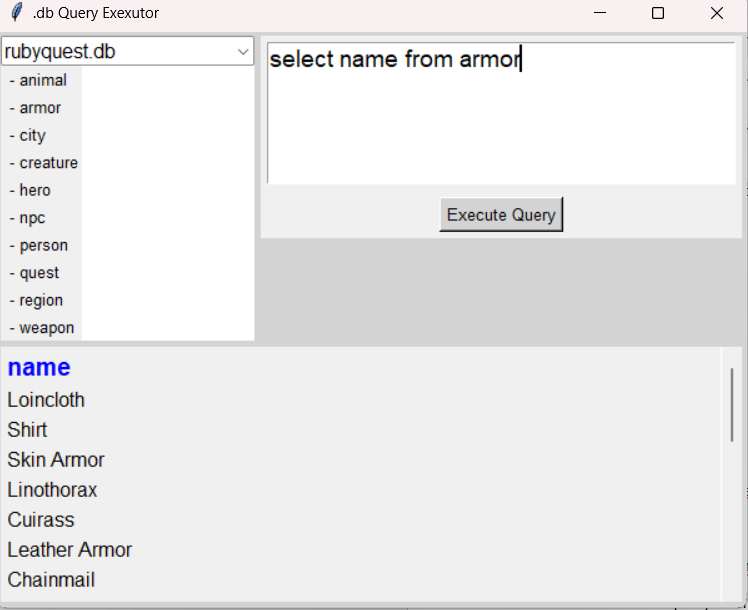 .db Query Exexutor
rubyquest.db
- animal
- armor
- city
- creature
- hero
- npc
- person
- quest
- region
- weapon
select name from armor
Execute Query
name
Loincloth
Shirt
Skin Armor
Linothorax
Cuirass
Leather Armor
Chainmail